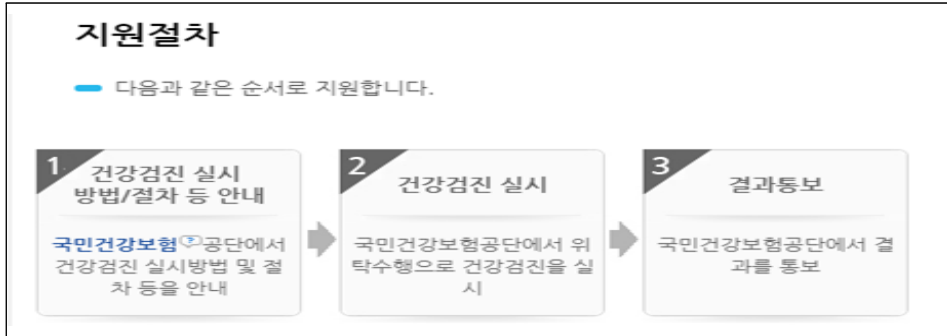 지원절차
다음과 같은 순서로 지원합니다.
1
건강검진 실시
방법/절차 등 안내
국민건강보험?공단에서
건강검진 실시방법 및 절
차 등을 안내
2
건강검진 실시
국민건강보험공단에서 위
탁수행으로 건강검진을 실
시
3
결과통보
국민건강보험공단에서 결
과를 통보